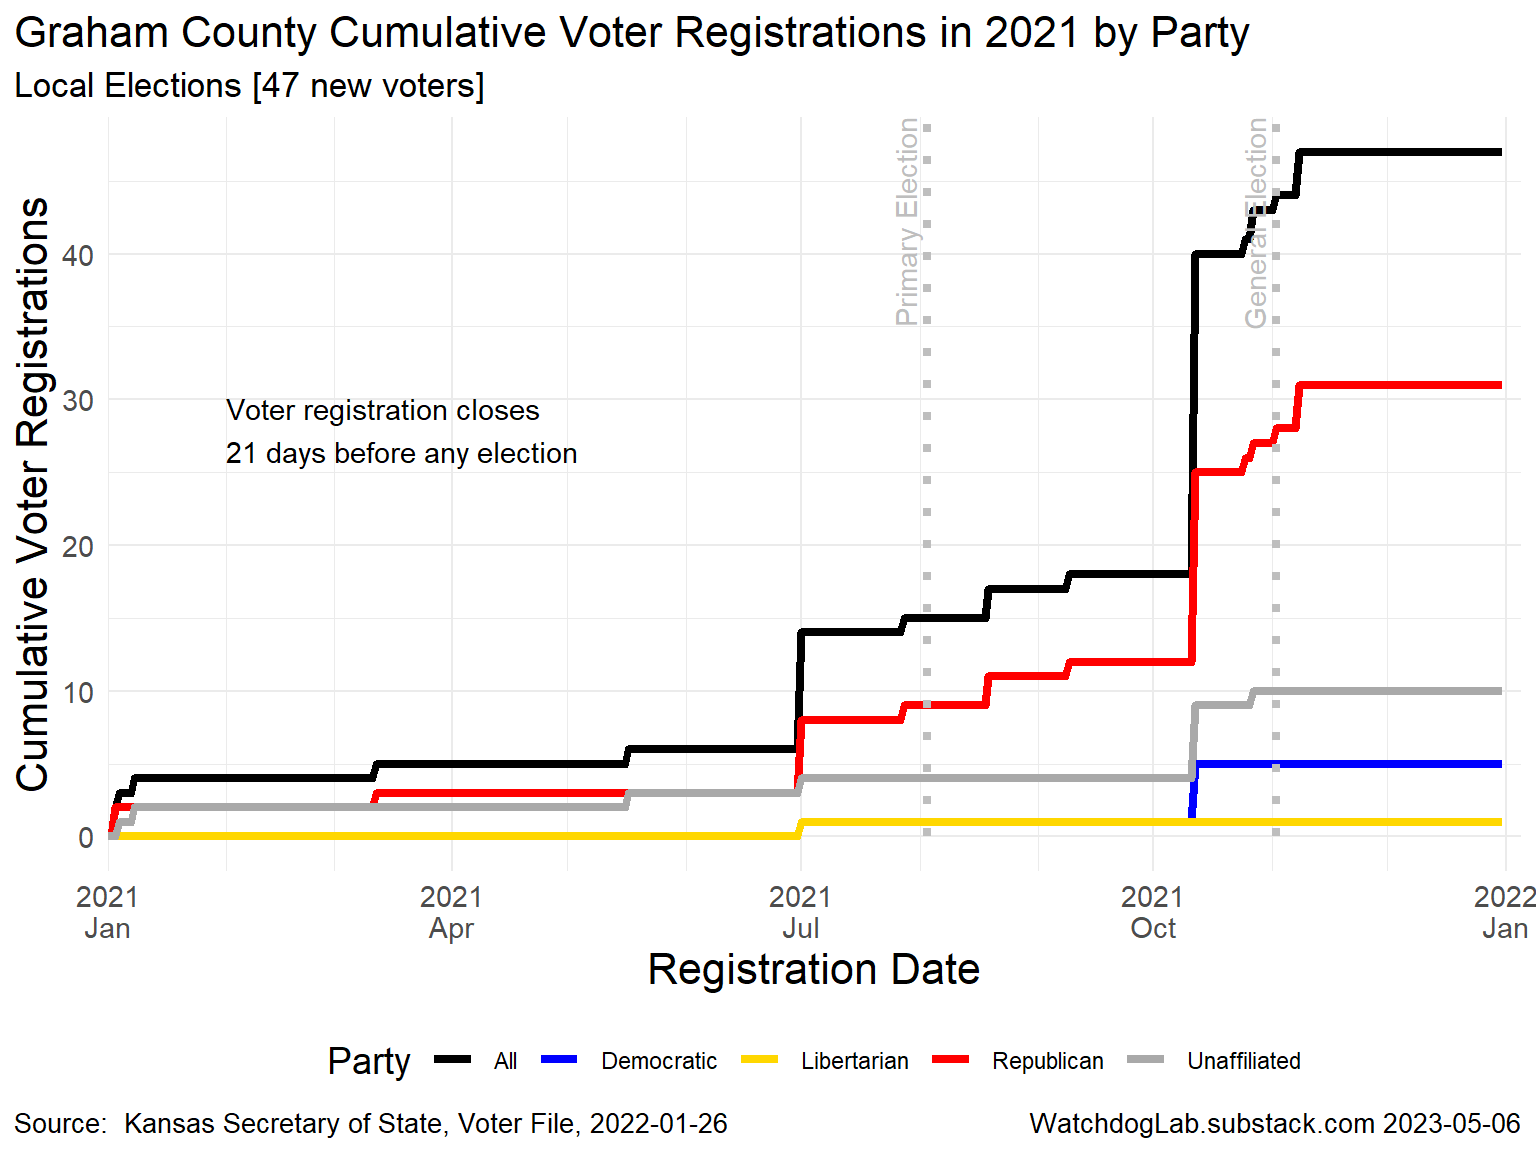 Graham County Cumulative Voter Registrations in 2021 by Party
Local Elections [47 new voters]
Cumulative Voter Registrations
40
30
20
10
0
Primary Election
General Election
Voter registration closes
21 days before any election
2021 2021 2021 2021 2022
Jan Apr Jul Oct Jan
Registration Date
Party All Democratic Libertarian Republican Unaffiliated
Source:  Kansas Secretary of State, Voter File, 2022-01-26
WatchdogLab.substack.com 2023-05-06